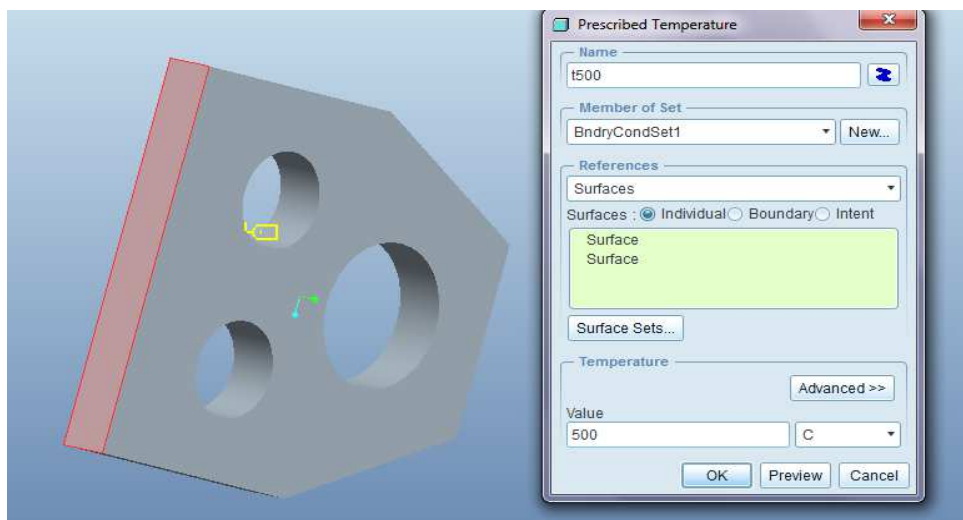 Prescribed Temperature
Name
t500
Member of Set
BndryCondSet1 New...
References
Surfaces
Surfaces : Individual Boundary Intent
Surface
Surface
Surface Sets...
Temperature
Advanced >>
Value
500 C
OK Preview Cancel